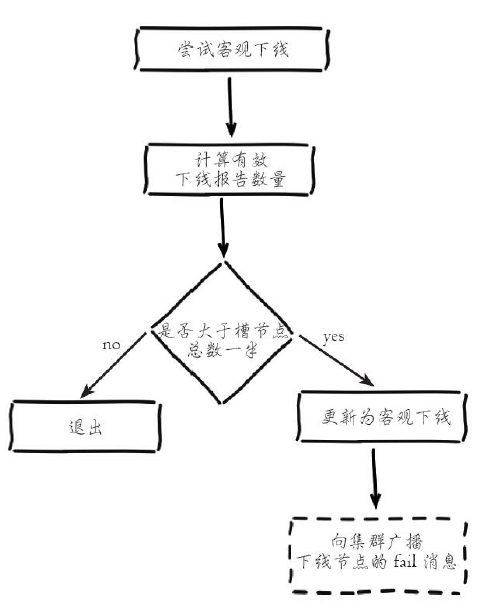 尝试客观下线
计算有效
下线报告数量
是否大于槽节点
总数一半
no
yes
退出
更新为客观下线
向集群广播
下线节点的 fail 消息